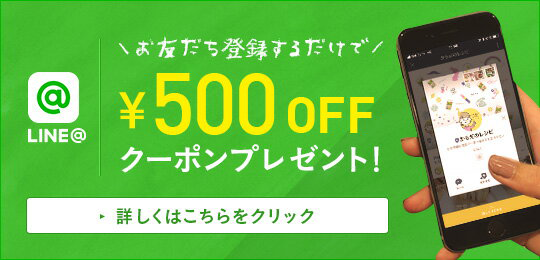 お友だち登録するだけで
@
LINE@
¥500 OFF
クーポンプレゼント!
詳しくはこちらをクリック